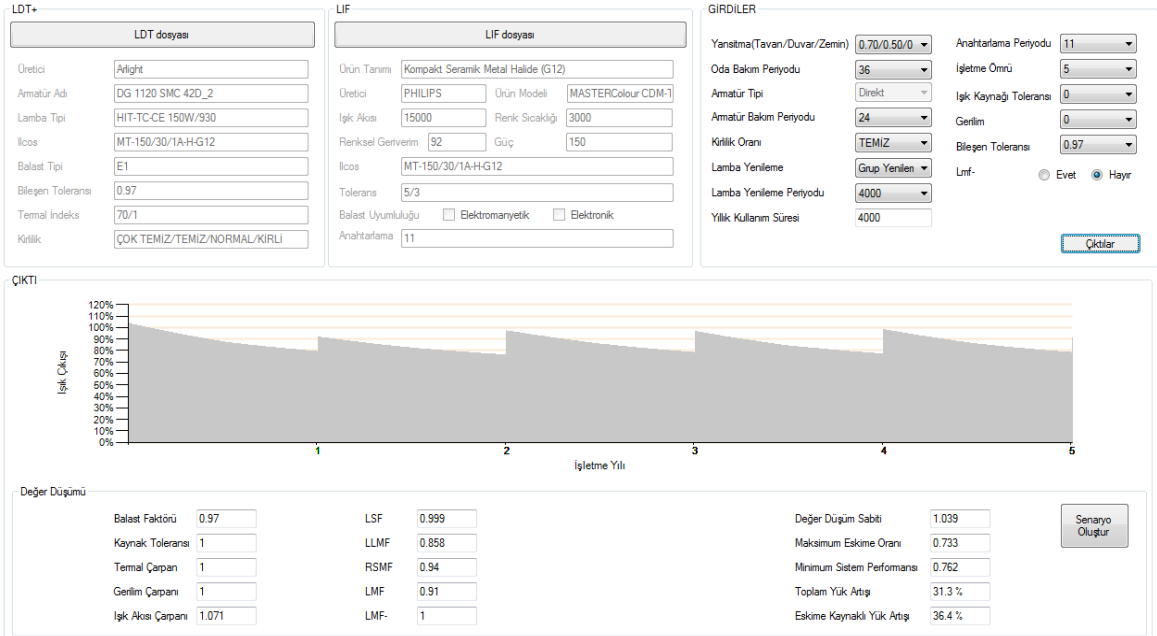 LDT+
LDT dosyası
Üretici Arlight
Armatür Adı DG 1120 SMC 42D_2
Lamba Tipi HIT-TC-CE 150W/930
Ilcos MT-150/30/1A-H-G12
Balast Tipi E1
Bileşen Toleransı 0.97
Termal İndeks 70/1
Kirlilik ÇOK TEMİZ/TEMİZ/NORMAL/KİRLİ
LIF
LIF dosyası
Ürün Tanımı Kompakt Seramik Metal Halide (G12)
Üretici PHILIPS Ürün Modeli MASTERColour CDM-T
Işık Akısı 15000 Renk Sıcaklığı 3000
Renksel Geriverim 92 Güç 150
Ilcos MT-150/30/1A-H-G12
Tolerans 5/3
Balast Uyumluluğu Elektromanyetik Elektronik
Anahtarlama 11
GİRDİLER
Yansıtma(Tavan/Duvar/Zemin) 0.70/0.50/0 Anahtarlama Periyodu 11
Oda Bakım Periyodu 36 İşletme Ömrü 5
Armatür Tipi Direkt Işık Kaynağı Toleransı 0
Armatür Bakım Periyodu 24 Gerilim 0
Kirlilik Oranı TEMİZ Bileşen Toleransı 0.97
Lamba Yenileme Grup Yenilen Lmf- Evet Hayır
Lamba Yenileme Periyodu 4000
Yıllık Kullanım Süresi 4000
Çıktılar
ÇIKTI
120%
110%
100%
90%
80%
70%
60%
50%
40%
30%
20%
10%
0%
Işık Çıkışı
1 2 3 4 5
İşletme Yılı
Değer Düşümü
Balast Faktörü 0.97 LSF 0.999 Değer Düşüm Sabiti 1.039
Kaynak Toleransı 1 LLMF 0.858 Maksimum Eskime Oranı 0.733
Termal Çarpan 1 RSMF 0.94 Minimum Sistem Performansı 0.762
Gerilim Çarpanı 1 LMF 0.91 Toplam Yük Artışı 31.3 %
Işık Akısı Çarpanı 1.071 LMF- 1 Eskime Kaynaklı Yük Artışı 36.4 %
Senaryo
Oluştur